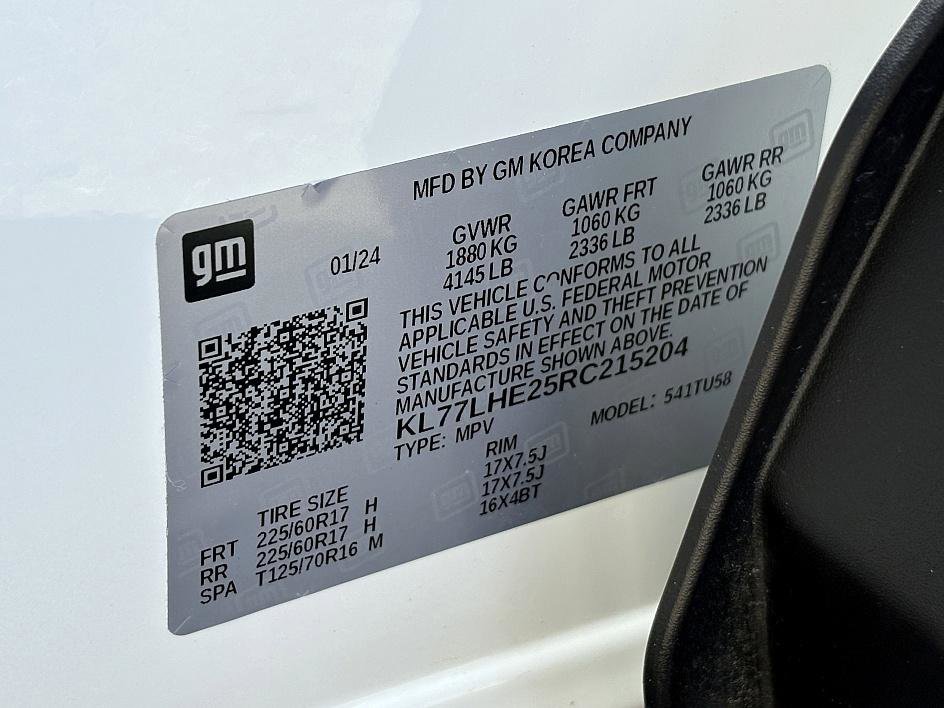 MFD BY GM KOREA COMPANY
gm
01/24
GVWR GAWR FRT GAWR RR
1880 KG 1060 KG 1060 KG
4145 LB 2336 LB 2336 LB
THIS VEHICLE CONFORMS TO ALL
APPLICABLE U.S. FEDERAL MOTOR
VEHICLE SAFETY AND THEFT PREVENTION
STANDARDS IN EFFECT ON THE DATE OF
MANUFACTURE SHOWN ABOVE.
KL77LHE25RC215204
TYPE: MPV MODEL: 541TU58
TIRE SIZE RIM
FRT 225/60R17 H 17X7.5J
RR 225/60R17 H 17X7.5J
SPA T125/70R16 M 16X4BT